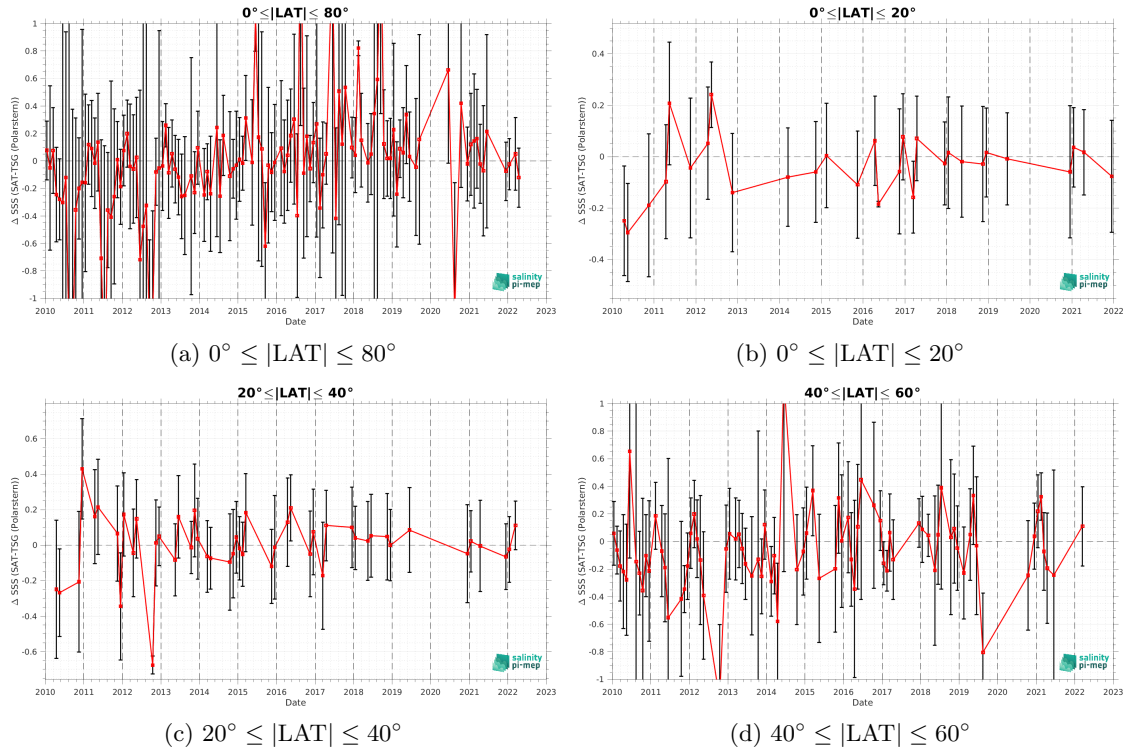 0°≤|LAT|≤ 80°
Δ SSS (SAT-TSG (Polarstern))
1
0.8
0.6
0.4
0.2
0
-0.2
-0.4
-0.6
-0.8
-1
2010 2011 2012 2013 2014 2015 2016 2017 2018 2019 2020 2021 2022 2023
Date
salinity
pi-mep
(a) 0° ≤ |LAT| ≤ 80°
0°≤|LAT|≤ 20°
Δ SSS (SAT-TSG (Polarstern))
0.4
0.2
0
-0.2
-0.4
2010 2011 2012 2013 2014 2015 2016 2017 2018 2019 2020 2021 2022
Date
salinity
pi-mep
(b) 0° ≤ |LAT| ≤ 20°
20°≤|LAT|≤ 40°
Δ SSS (SAT-TSG (Polarstern))
0.6
0.4
0.2
0
-0.2
-0.4
-0.6
2010 2011 2012 2013 2014 2015 2016 2017 2018 2019 2020 2021 2022 2023
Date
salinity
pi-mep
(c) 20° ≤ |LAT| ≤ 40°
40°≤|LAT|≤ 60°
Δ SSS (SAT-TSG (Polarstern))
1
0.8
0.6
0.4
0.2
0
-0.2
-0.4
-0.6
-0.8
-1
2010 2011 2012 2013 2014 2015 2016 2017 2018 2019 2020 2021 2022 2023
Date
salinity
pi-mep
(d) 40° ≤ |LAT| ≤ 60°